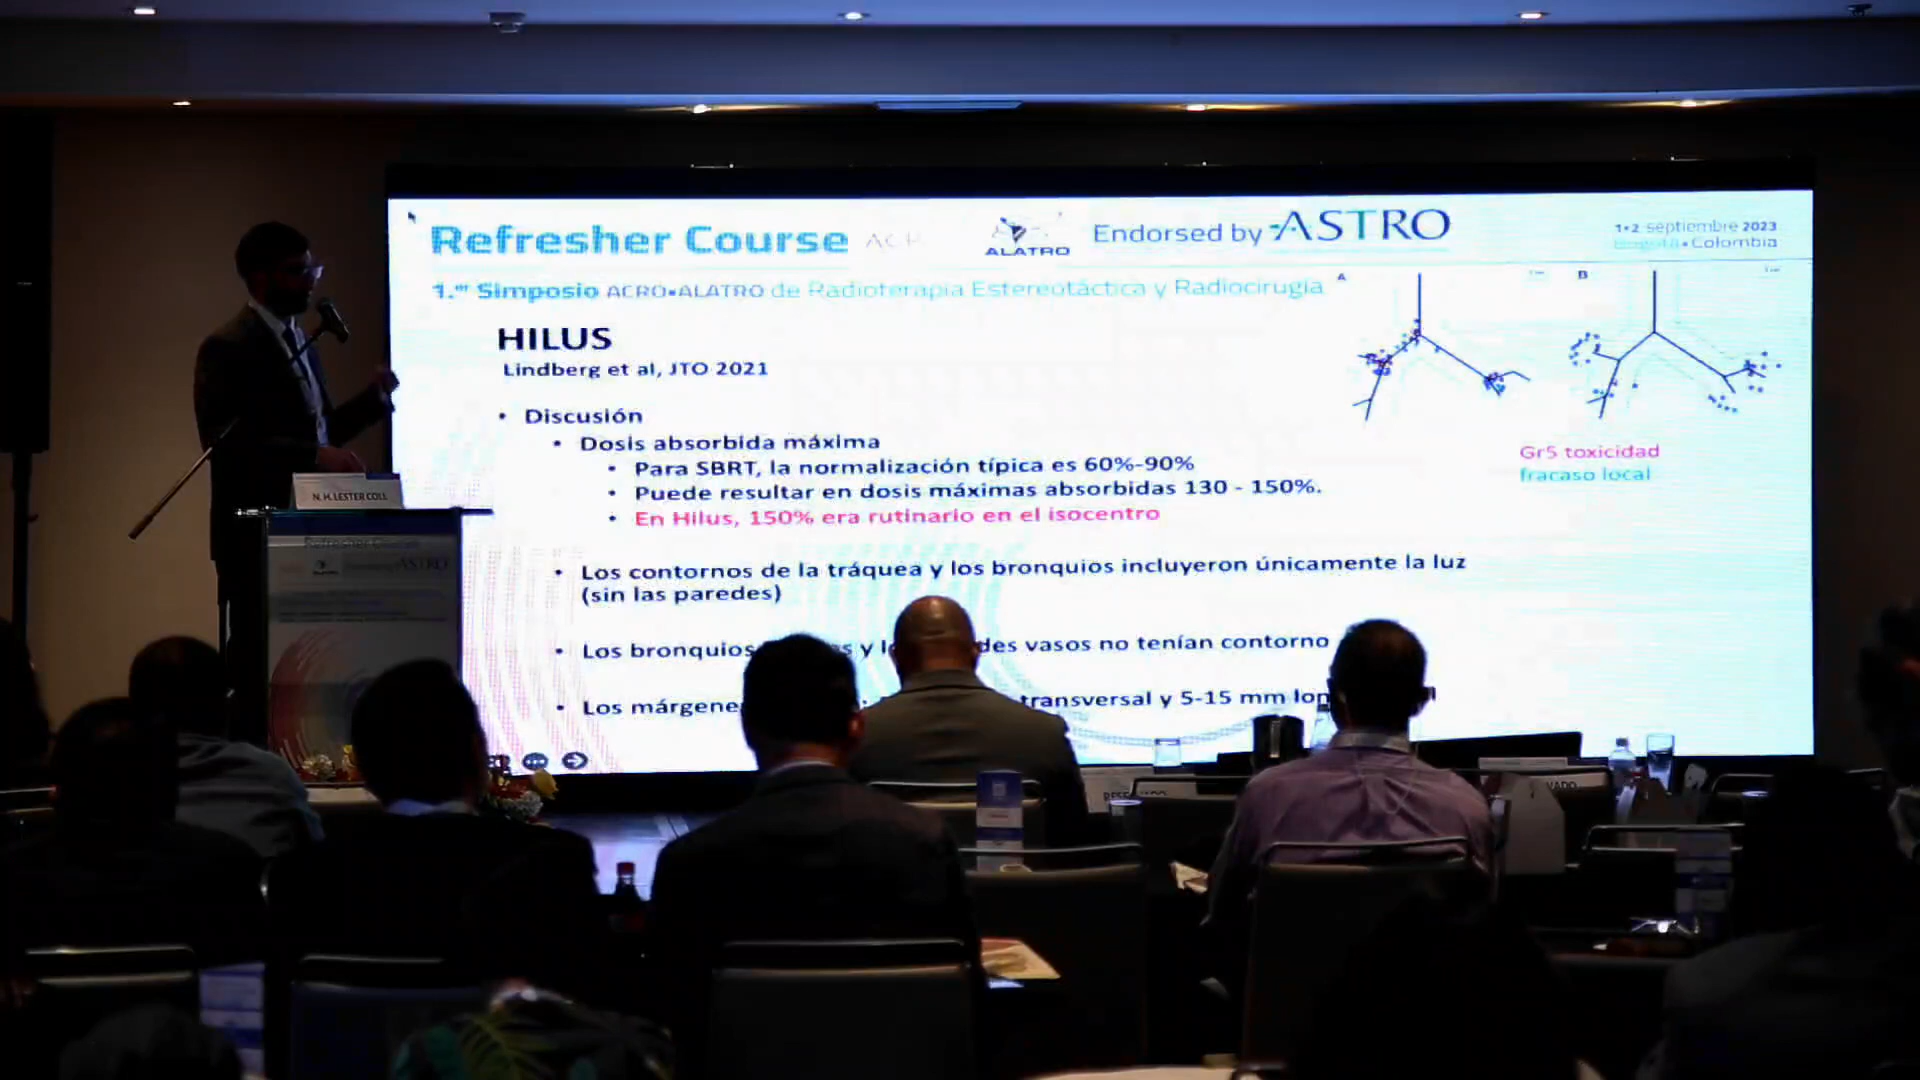 Refresher Course
ALATRO
Endorsed by ASTRO
1•2 septiembre 2023
Bogotá • Colombia
1.er Simposio ACRO•ALATRO de Radioterapia Estereotáctica y Radiocirugía
A
B
HILUS
Lindberg et al, JTO 2021
• Discusión
• Dosis absorbida máxima
• Para SBRT, la normalización típica es 60%-90%
• Puede resultar en dosis máximas absorbidas 130 - 150%.
• En Hilus, 150% era rutinario en el isocentro
Gr5 toxicidad
fracaso local
• Los contornos de la tráquea y los bronquios incluyeron únicamente la luz
(sin las paredes)
• Los bronquios y vasos no tenían contorno
• Los transversal y 5-15 mm
N. H. LESTER COLL
Refresher Course
ASTRO